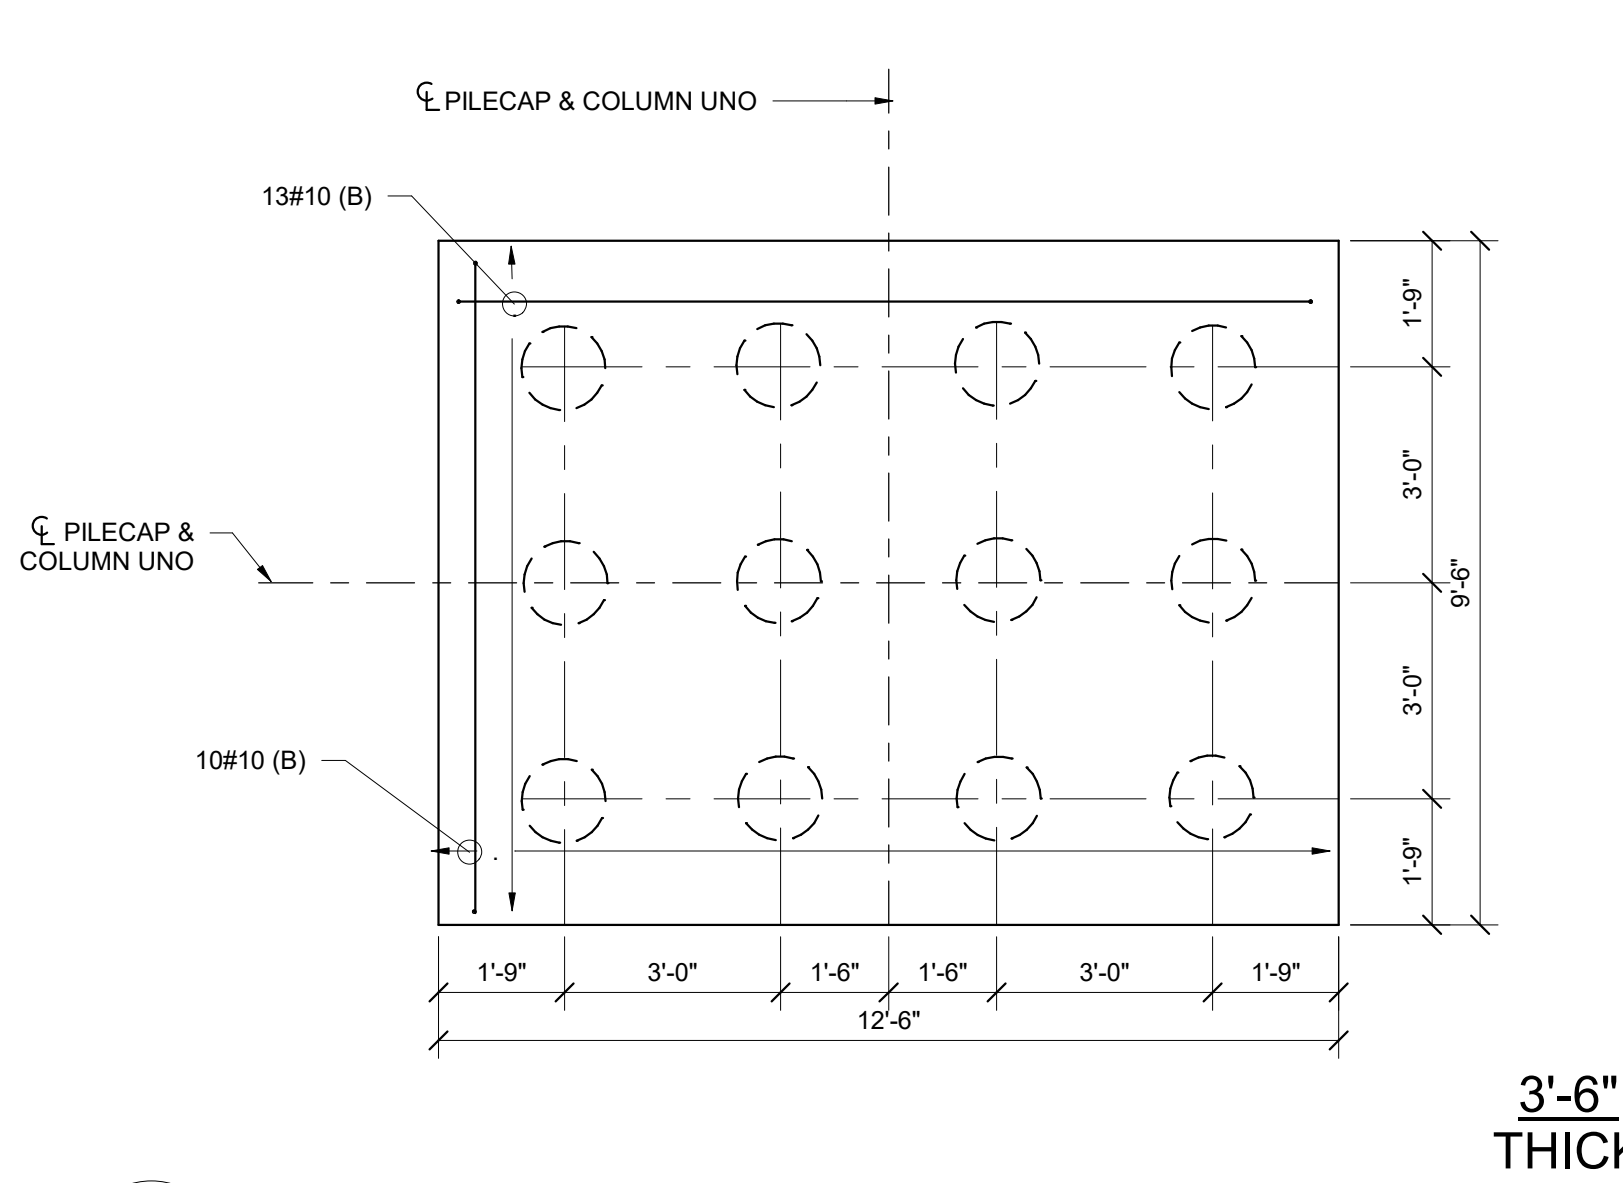 ℄ PILECAP & COLUMN UNO
13#10 (B)
1'-9"
3'-0"
℄ PILECAP &
COLUMN UNO
9'-6"
3'-0"
10#10 (B)
1'-9"
1'-9"
3'-0"
1'-6"
1'-6"
3'-0"
1'-9"
12'-6"
3'-6"
THICK